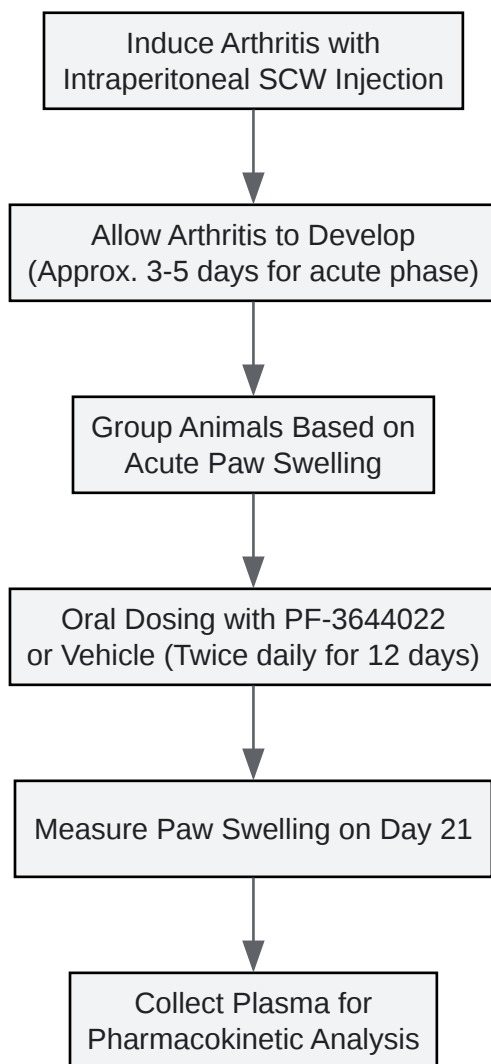 Induce Arthritis with
Intraperitoneal SCW Injection
Allow Arthritis to Develop
(Approx. 3-5 days for acute phase)
Group Animals Based on
Acute Paw Swelling
Oral Dosing with PF-3644022
or Vehicle (Twice daily for 12 days)
Measure Paw Swelling on Day 21
Collect Plasma for
Pharmacokinetic Analysis